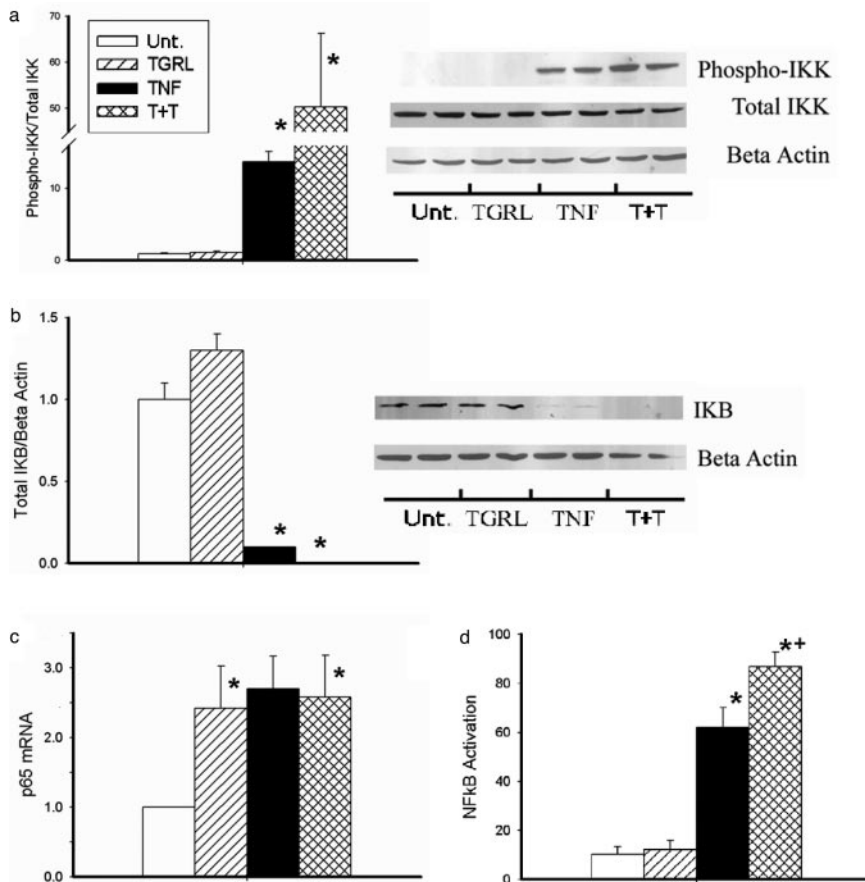 a
Phospho-IKK/Total IKK
70
60
50
10
0
Unt.
TGRL
TNF
T+T
*
*
Phospho-IKK
Total IKK
Beta Actin
Unt. TGRL TNF T+T
b
Total IKB/Beta Actin
1.5
1.0
0.5
0.0
*
*
IKB
Beta Actin
Unt. TGRL TNF T+T
c
p65 mRNA
3.0
2.0
1.0
0.0
*
*
d
NFkB Activation
100
80
60
40
20
0
*
*+